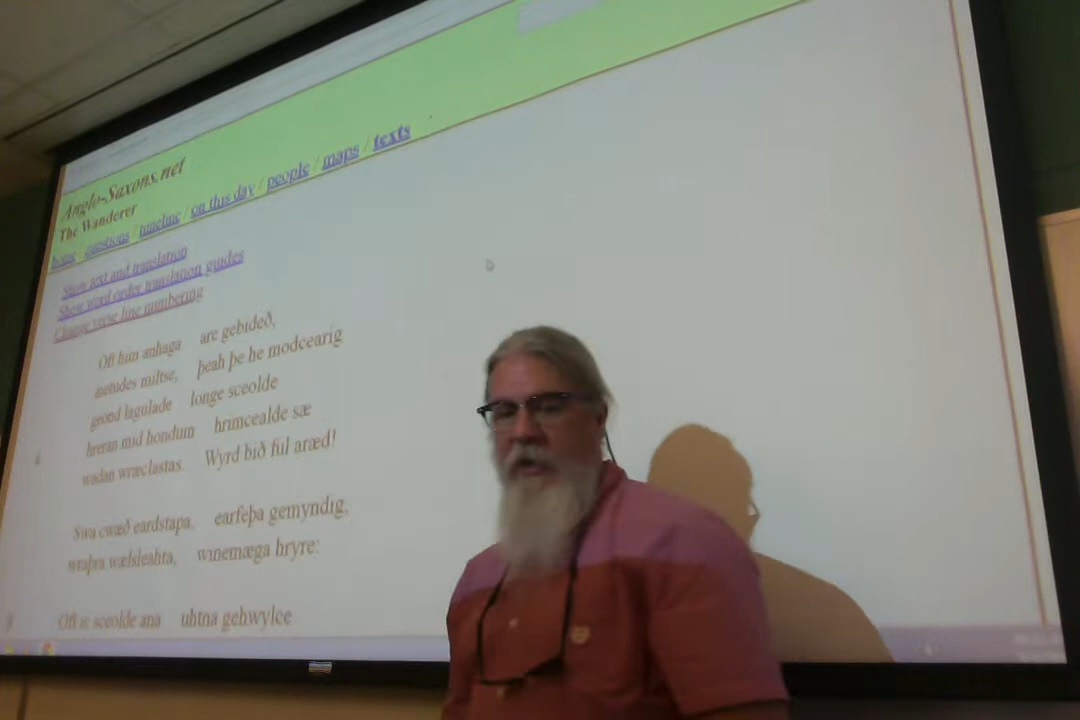 Anglo-Saxons.net
The Wanderer
home / questions / timeline / on this day / people / maps / texts
Show text and translation
Show word order translation guides
Change verse line numbering
Oft him anhaga are gebideð,
metudes miltse, þeah þe he modcearig
geond lagulade longe sceolde
hreran mid hondum hrimcealde sæ
wadan wræclastas. Wyrd bið ful aræd!
Swa cwæð eardstapa, earfeþa gemyndig,
wraþra wælsleahta, winemæga hryre:
Oft ic sceolde ana uhtna gehwylce